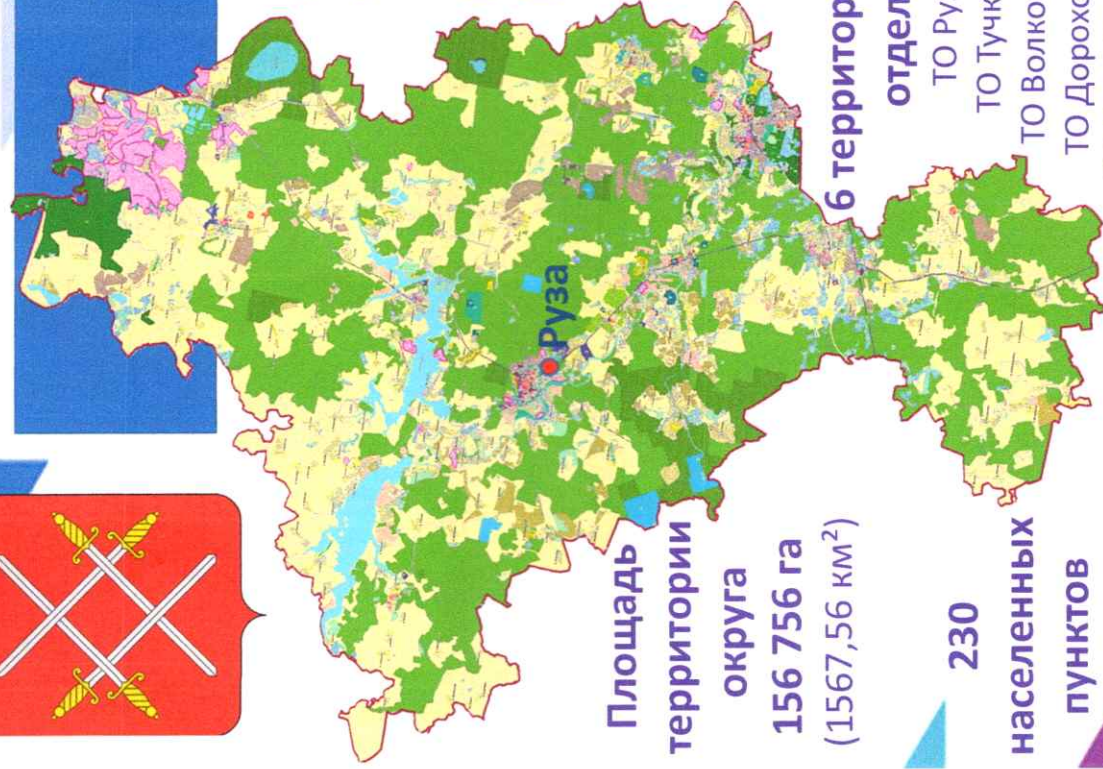 Руза
Площадь
территории
округа
156 756 га
(1567,56 км²)
230
населенных
пунктов
6 территор
отдел
ТО Ру
ТО Тучк
ТО Волко
ТО Дорохо